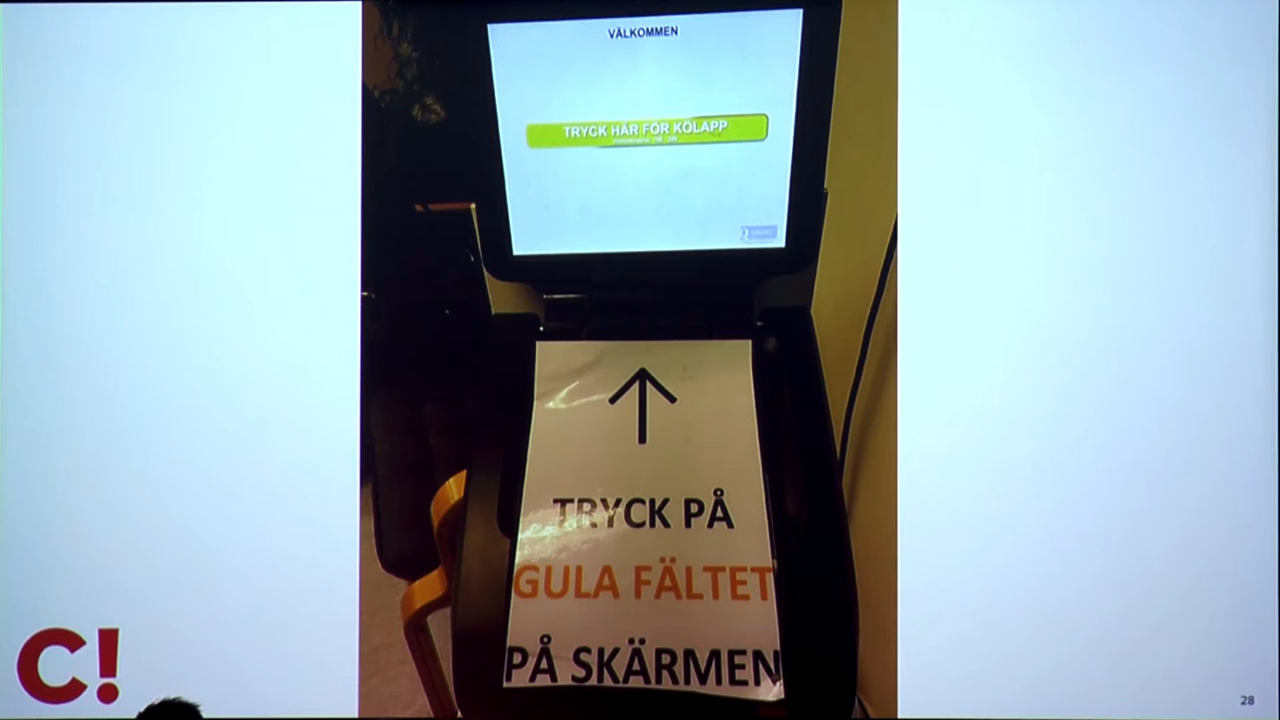 VÄLKOMMEN
TRYCK HÄR FÖR KÖLAPP
TRYCK PÅ
GULA FÄLTET
PÅ SKÄRMEN
C!
28